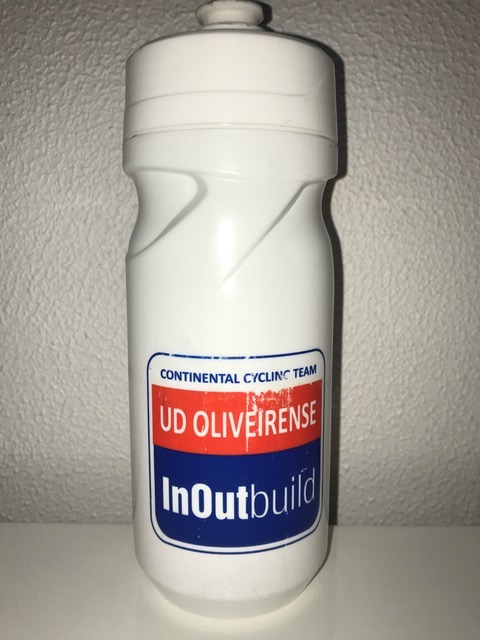 CONTINENTAL CYCLING TEAM
UD OLIVEIRENSE
InOutbuild